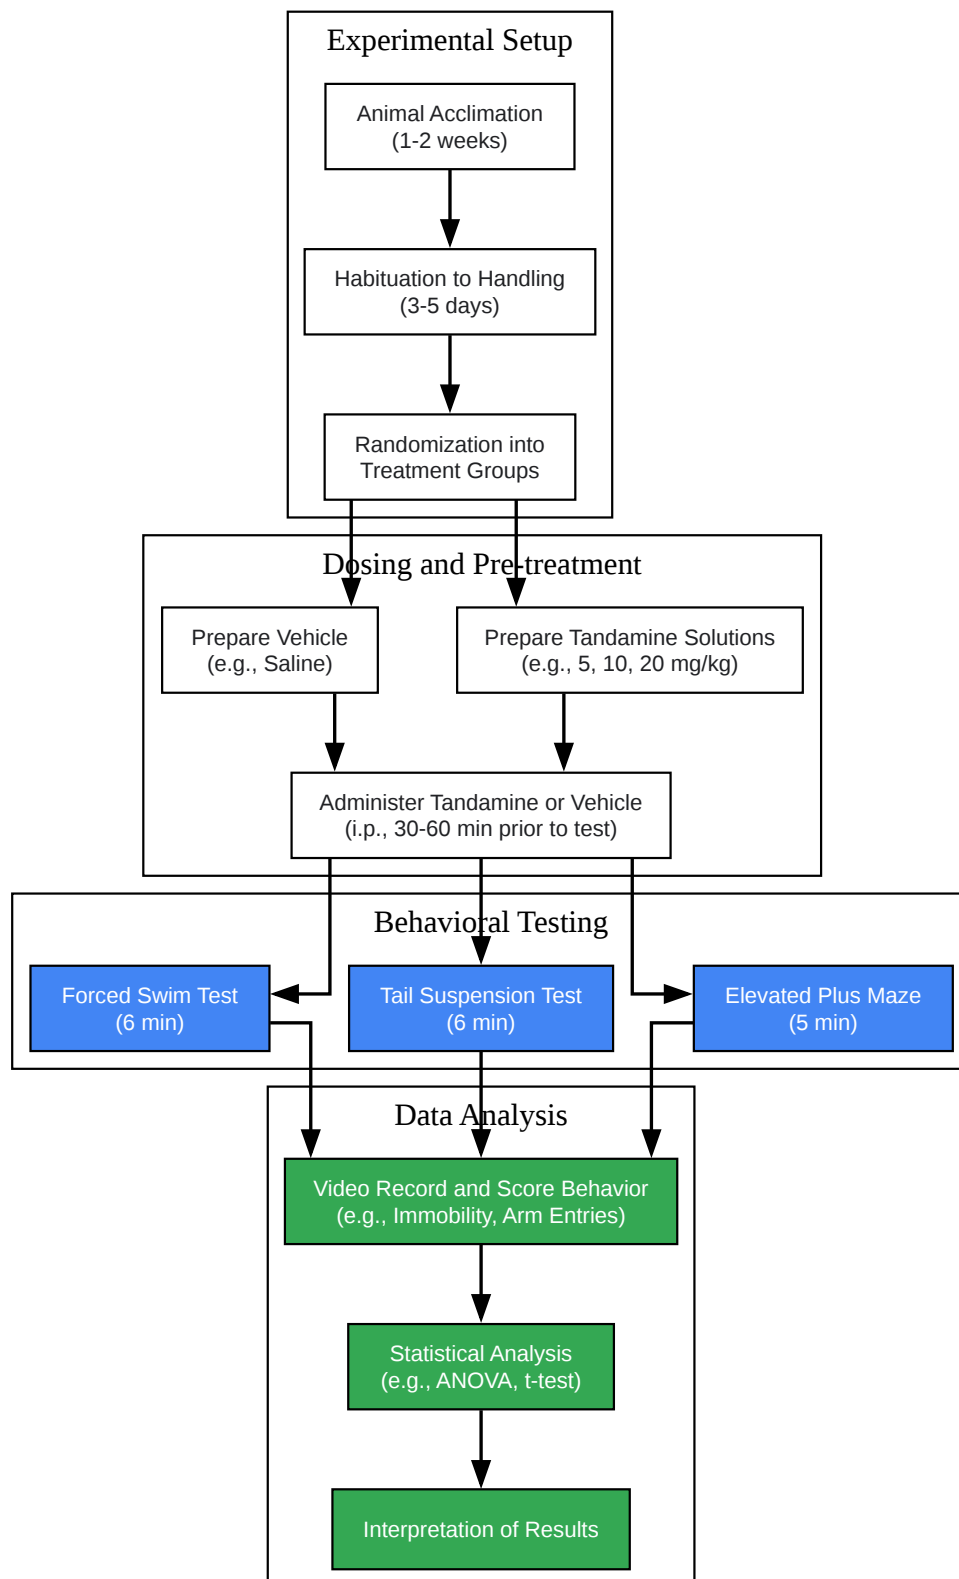 Experimental Setup
Animal Acclimation
(1-2 weeks)
Habituation to Handling
(3-5 days)
Randomization into
Treatment Groups
Dosing and Pre-treatment
Prepare Vehicle
(e.g., Saline)
Prepare Tandamine Solutions
(e.g., 5, 10, 20 mg/kg)
Administer Tandamine or Vehicle
(i.p., 30-60 min prior to test)
Behavioral Testing
Forced Swim Test
(6 min)
Tail Suspension Test
(6 min)
Elevated Plus Maze
(5 min)
Data Analysis
Video Record and Score Behavior
(e.g., Immobility, Arm Entries)
Statistical Analysis
(e.g., ANOVA, t-test)
Interpretation of Results